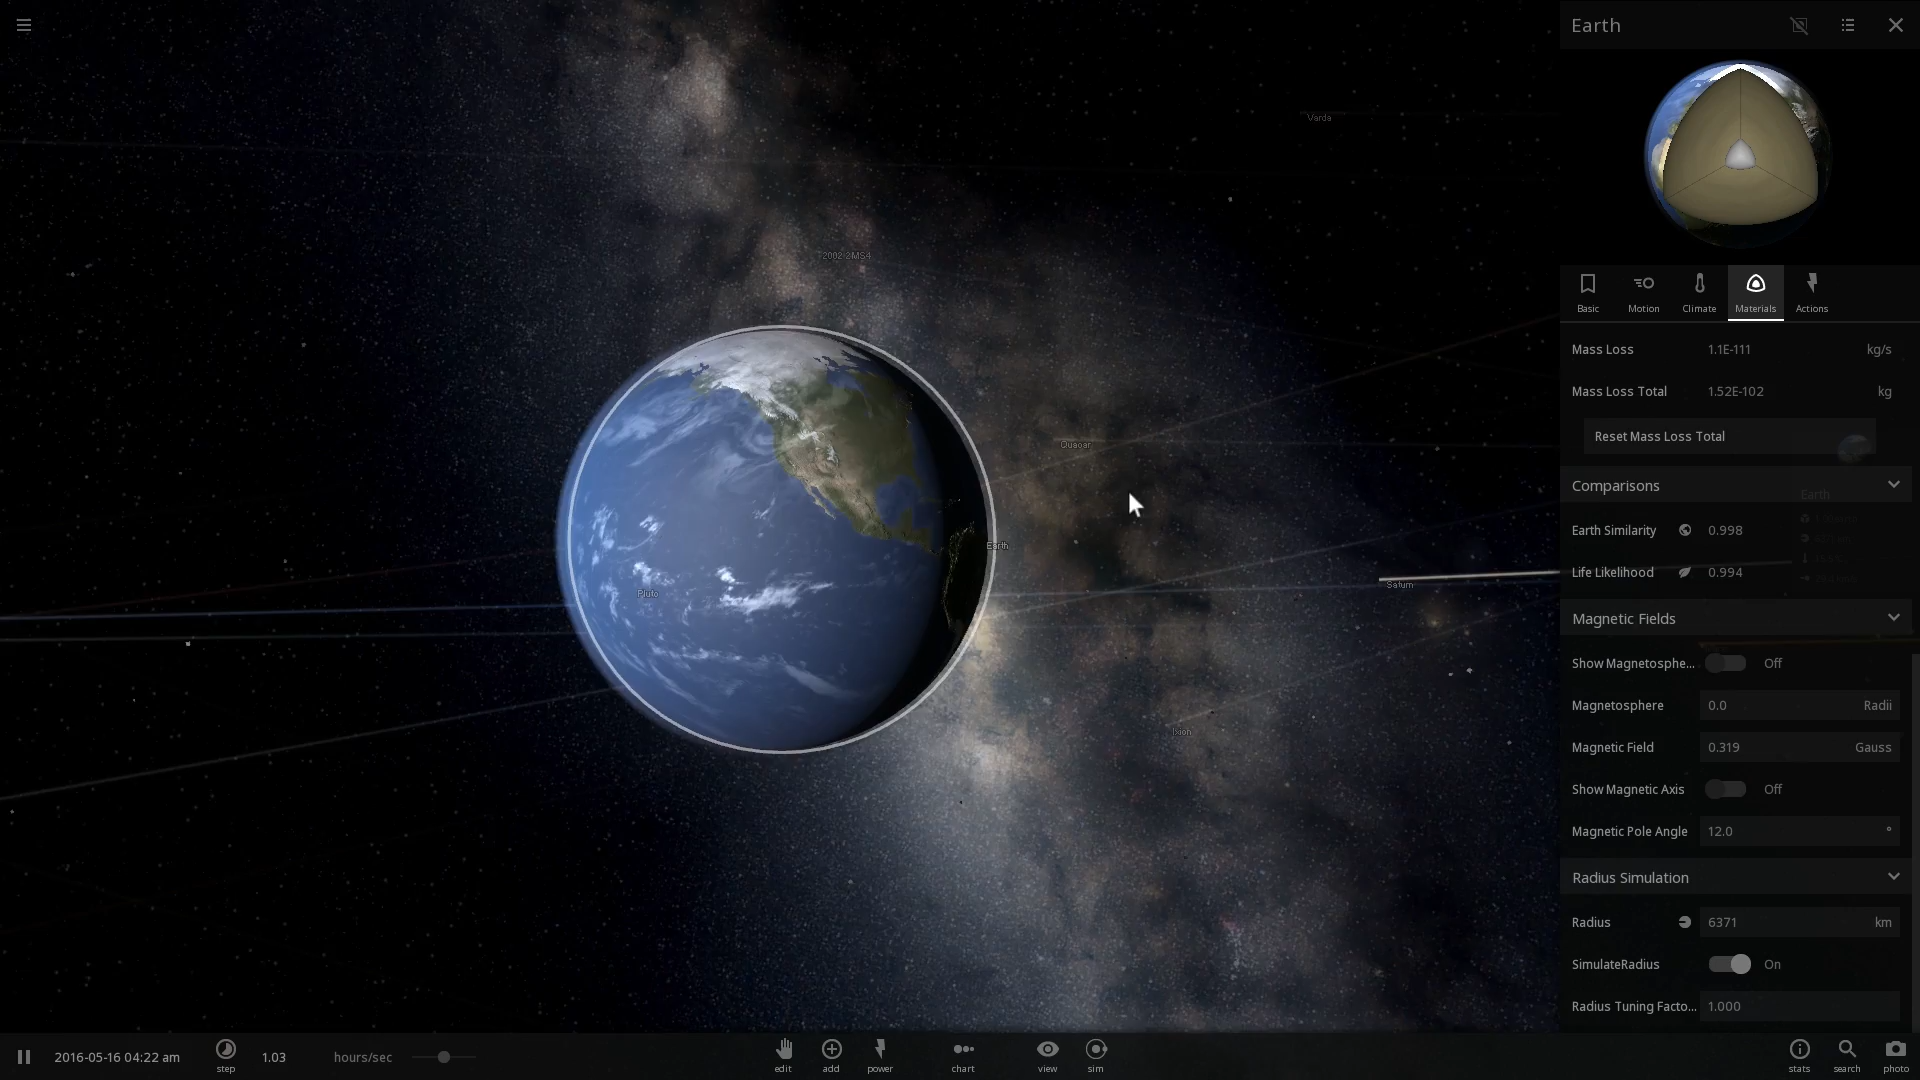 Earth
Varda
2002 2MS4
Basic
Motion
Climate
Materials
Actions
Mass Loss 1.1E-111 kg/s
Mass Loss Total 1.52E-102 kg
Reset Mass Loss Total
Quaoar
Comparisons
Earth
Earth Similarity 0.998
Earth
Life Likelihood 0.994
Saturn
Pluto
Magnetic Fields
Show Magnetosphe... Off
Magnetosphere 0.0 Radii
Ixion
Magnetic Field 0.319 Gauss
Show Magnetic Axis Off
Magnetic Pole Angle 12.0 °
Radius Simulation
Radius 6371 km
SimulateRadius On
Radius Tuning Facto... 1.000
2016-05-16 04:22 am
step
1.03 hours/sec
edit
add
power
chart
view
sim
stats
search
photo